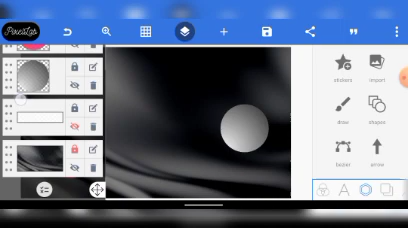 PixelLab
stickers
import
draw
shapes
bezier
arrow